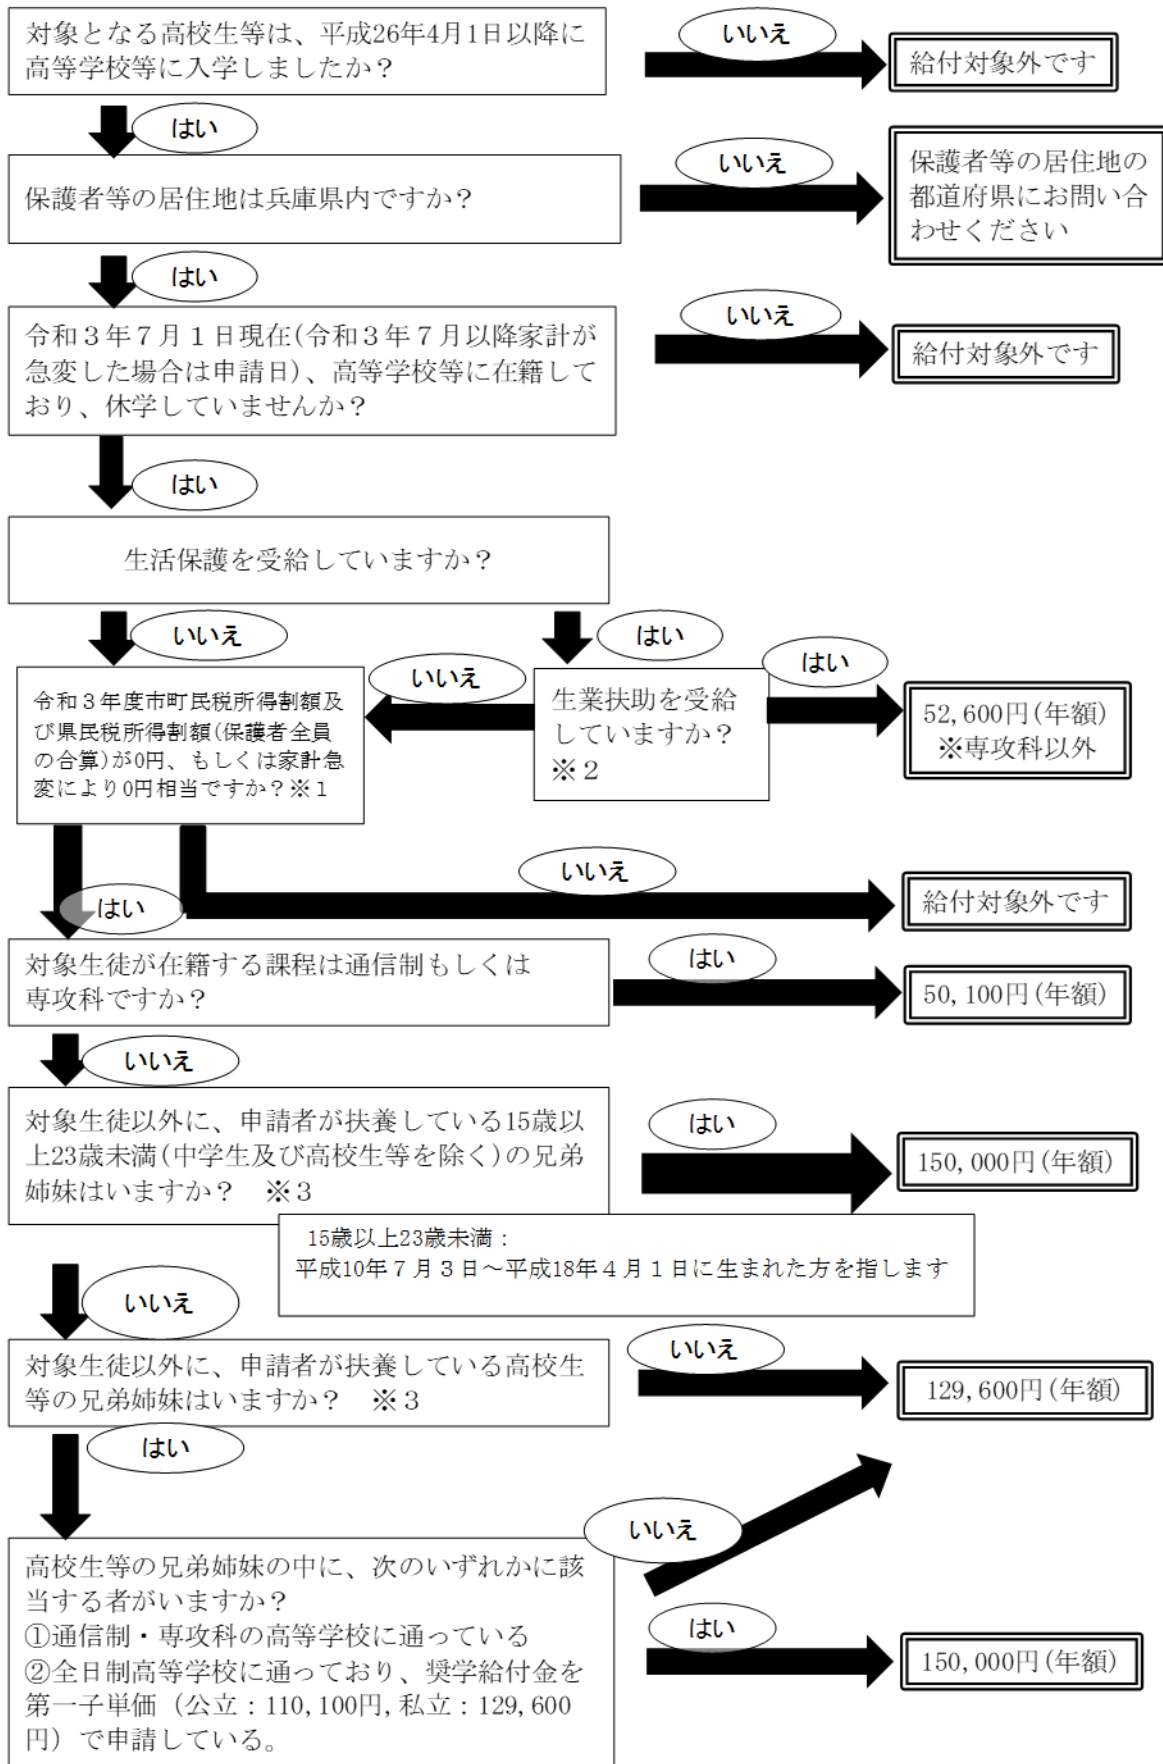 対象となる高校生等は、平成26年4月1日以降に
高等学校等に入学しましたか？
いいえ
給付対象外です
はい
保護者等の居住地は兵庫県内ですか？
いいえ
保護者等の居住地の
都道府県にお問い合
わせください
はい
令和３年７月１日現在(令和３年７月以降家計が
急変した場合は申請日)、高等学校等に在籍して
おり、休学していませんか？
いいえ
給付対象外です
はい
生活保護を受給していますか？
いいえ
はい
令和３年度市町民税所得割額及
び県民税所得割額(保護者全員
の合算)が0円、もしくは家計急
変により0円相当ですか？※１
いいえ
生業扶助を受給
していますか？
※２
はい
52,600円(年額)
※専攻科以外
いいえ
給付対象外です
はい
対象生徒が在籍する課程は通信制もしくは
専攻科ですか？
はい
50,100円(年額)
いいえ
対象生徒以外に、申請者が扶養している15歳以
上23歳未満(中学生及び高校生等を除く)の兄弟
姉妹はいますか？　※３
はい
150,000円(年額)
15歳以上23歳未満：
平成10年７月３日～平成18年４月１日に生まれた方を指します
いいえ
対象生徒以外に、申請者が扶養している高校生
等の兄弟姉妹はいますか？　※３
いいえ
129,600円(年額)
はい
高校生等の兄弟姉妹の中に、次のいずれかに該
当する者がいますか？
①通信制・専攻科の高等学校に通っている
②全日制高等学校に通っており、奨学給付金を
第一子単価（公立：110,100円,私立：129,600
円）で申請している。
いいえ
はい
150,000円(年額)